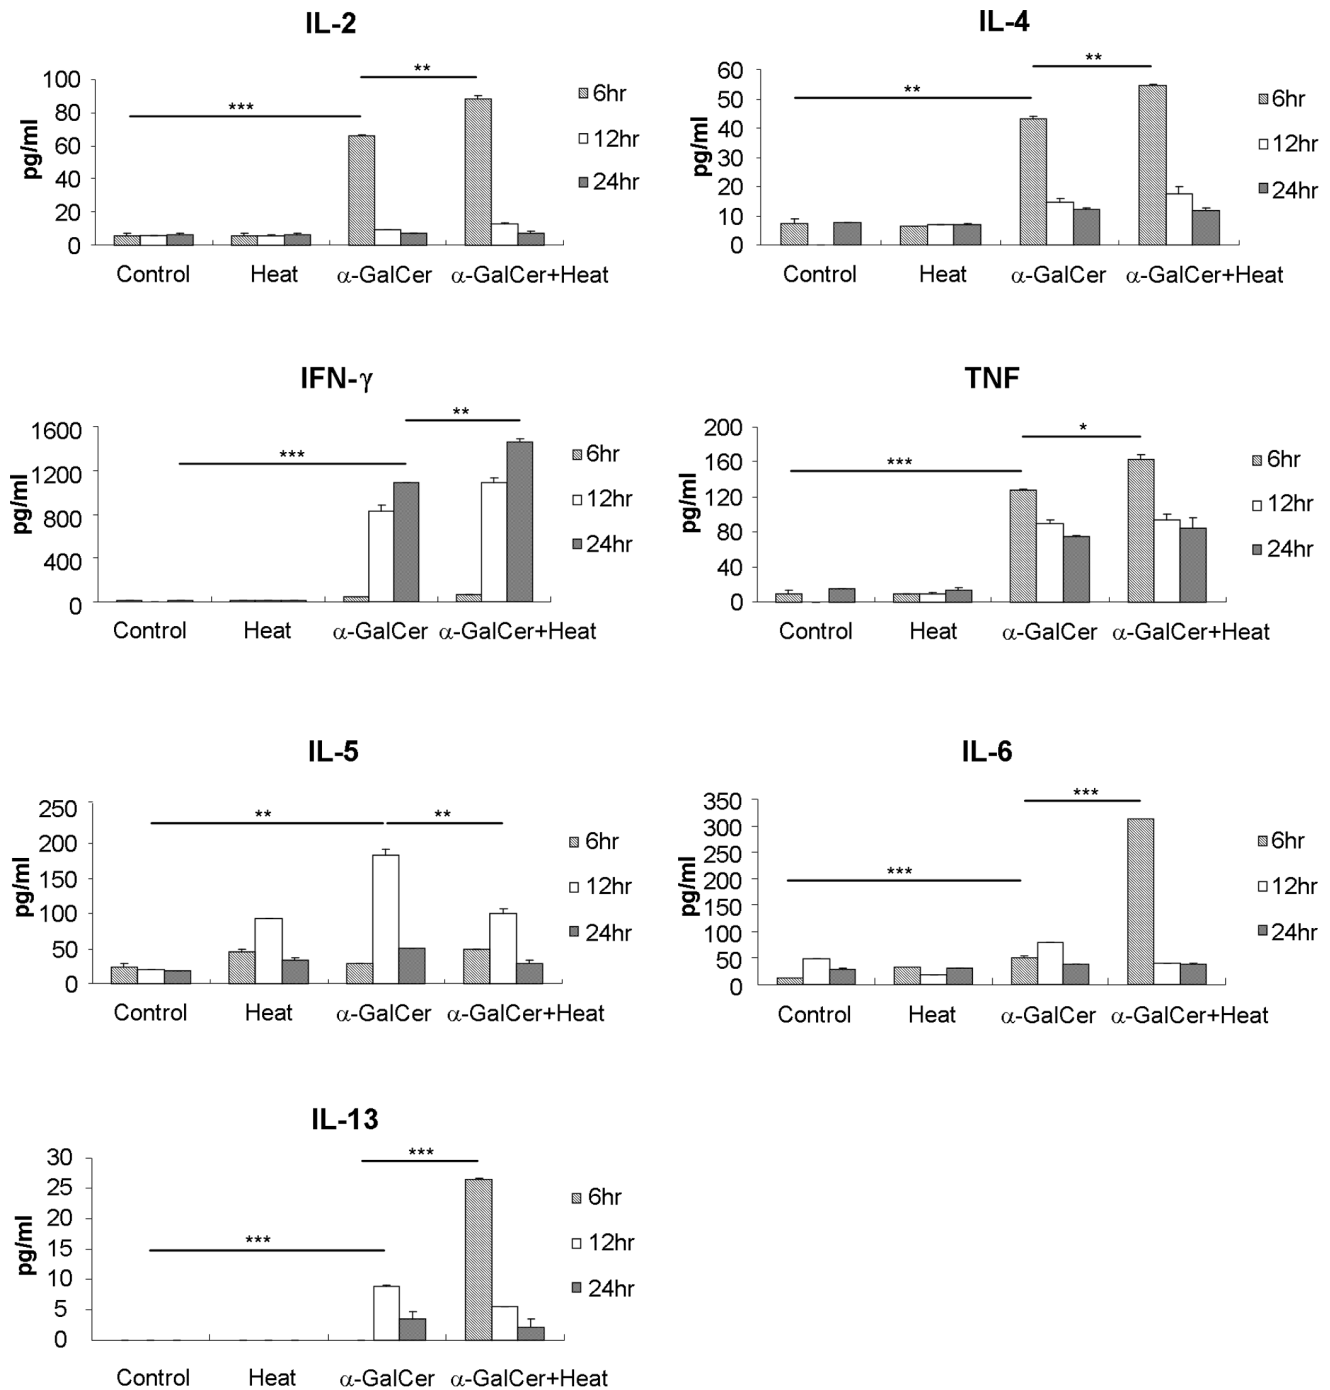 IL-2
pg/ml
100
80
60
40
20
0
***
**
Control Heat α-GalCer α-GalCer+Heat
6hr
12hr
24hr
IL-4
pg/ml
60
50
40
30
20
10
0
**
**
Control Heat α-GalCer α-GalCer+Heat
6hr
12hr
24hr
IFN-γ
pg/ml
1600
1200
800
400
0
***
**
Control Heat α-GalCer α-GalCer+Heat
6hr
12hr
24hr
TNF
pg/ml
200
160
120
80
40
0
***
*
Control Heat α-GalCer α-GalCer+Heat
6hr
12hr
24hr
IL-5
pg/ml
250
200
150
100
50
0
**
**
Control Heat α-GalCer α-GalCer+Heat
6hr
12hr
24hr
IL-6
pg/ml
350
300
250
200
150
100
50
0
***
***
Control Heat α-GalCer α-GalCer+Heat
6hr
12hr
24hr
IL-13
pg/ml
30
25
20
15
10
5
0
***
***
Control Heat α-GalCer α-GalCer+Heat
6hr
12hr
24hr